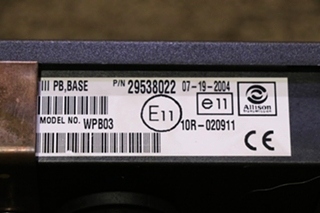 III PB,BASE P/N 29538022 07-19-2004
E11 e11 Allison
MODEL NO. WPB03 10R-020911 CE